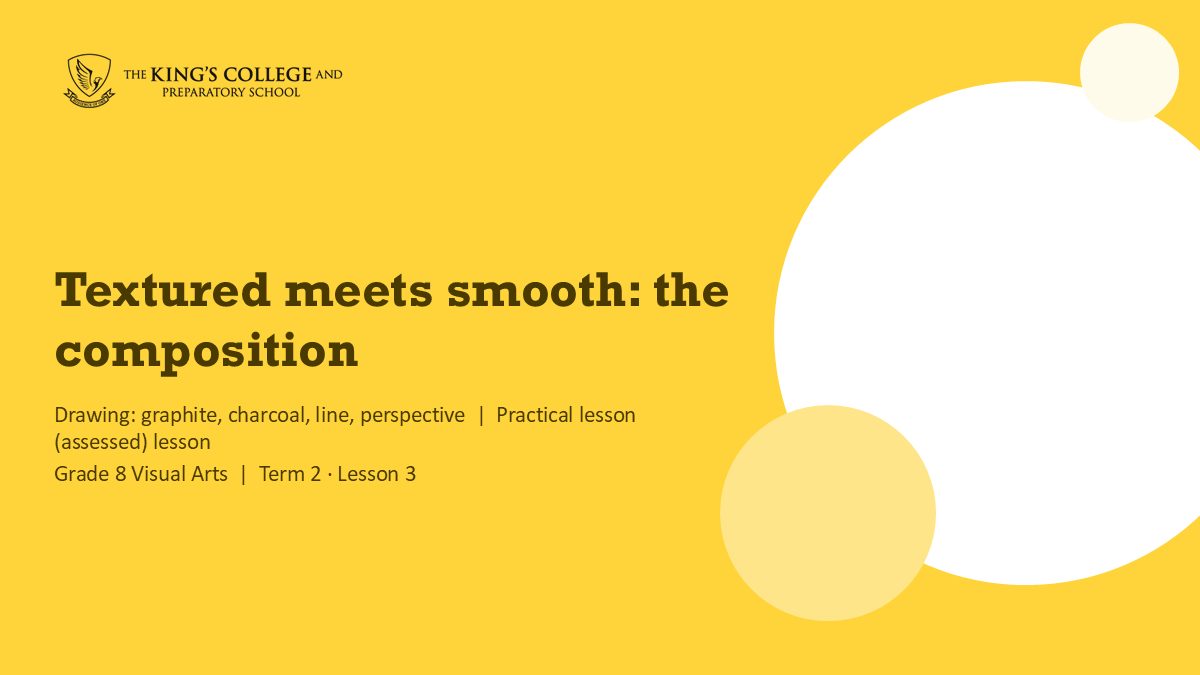 THE KING'S COLLEGE AND
PREPARATORY SCHOOL
Textured meets smooth: the
composition
Drawing: graphite, charcoal, line, perspective | Practical lesson
(assessed) lesson
Grade 8 Visual Arts | Term 2 · Lesson 3